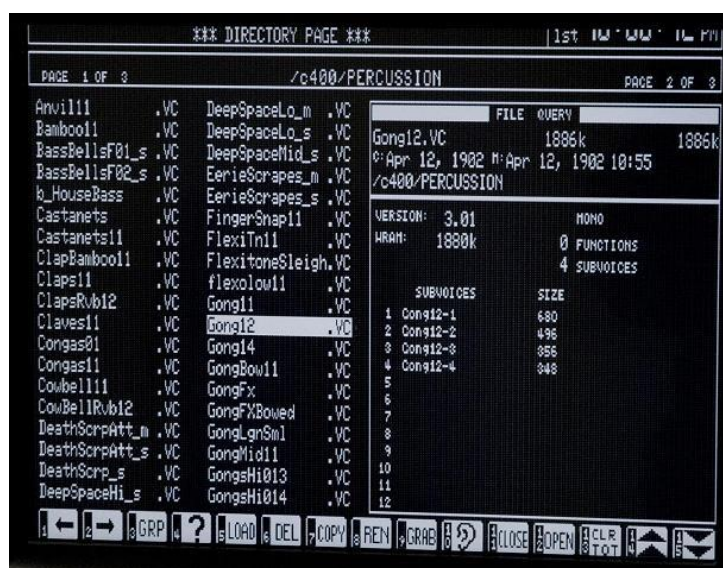 *** DIRECTORY PAGE ***
1st
PM
PAGE 1 OF 3
/c400/PERCUSSION
PAGE 2 OF 3
Anvil11 .VC
Bamboo11 .VC
BassBellsF01_s .VC
BassBellsF02_s .VC
b_HouseBass .VC
Castanets .VC
Castanets11 .VC
ClapBamboo11 .VC
Claps11 .VC
ClapsRvb12 .VC
Claves11 .VC
Congas01 .VC
Congas11 .VC
Cowbell11 .VC
CowBellRvb12 .VC
DeathScrpAtt_m .VC
DeathScrpAtt_s .VC
DeathScrp_s .VC
DeepSpaceHi_s .VC
DeepSpaceLo_m .VC
DeepSpaceLo_s .VC
DeepSpaceMid_s .VC
EerieScrapes_m .VC
EerieScrapes_s .VC
FingerSnap11 .VC
FlexiTn11 .VC
FlexitoneSleigh.VC
flexolow11 .VC
Gong11 .VC
Gong12 .VC
Gong14 .VC
GongBow11 .VC
GongFx .VC
GongFXBowed .VC
GongLgnSml .VC
GongMid11 .VC
GongsHi013 .VC
GongsHi014 .VC
FILE QUERY
Gong12.VC 1886k 1886k
C:Apr 12, 1902 M:Apr 12, 1902 10:55
/c400/PERCUSSION
VERSION: 3.01 MONO
WRAM: 1880k 0 FUNCTIONS
4 SUBVOICES
SUBVOICES SIZE
1 Gong12-1 680
2 Gong12-2 496
3 Gong12-3 356
4 Gong12-4 348
5
6
7
8
9
10
11
12
1 2 3 GRP 4 ? 5 LOAD 6 DEL 7 COPY 8 REN 9 GRAB 10 11 CLOSE 12 OPEN 13 CLR TOT 14 15